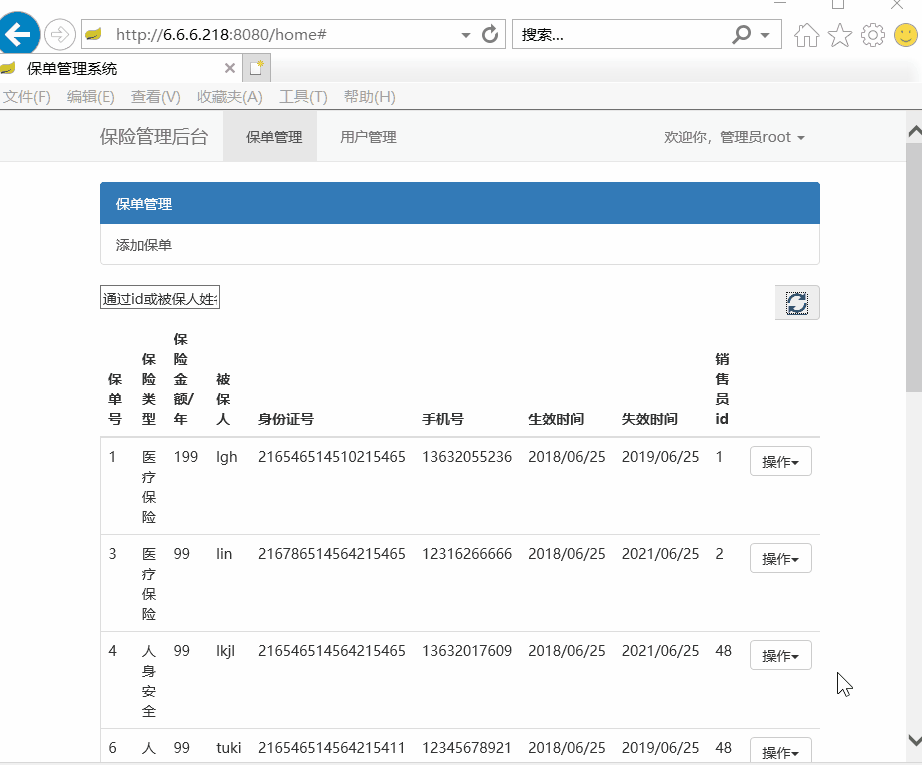 http://6.6.6.218:8080/home#
搜索...
保单管理系统
文件(F) 编辑(E) 查看(V) 收藏夹(A) 工具(T) 帮助(H)
保险管理后台 保单管理 用户管理 欢迎你，管理员root
保单管理
添加保单
通过id或被保人姓名
保单号 保险类型 保险金额/年 被保人 身份证号 手机号 生效时间 失效时间 销售员id
1 医疗保险 199 lgh 216546514510215465 13632055236 2018/06/25 2019/06/25 1 操作
3 医疗保险 99 lin 216786514564215465 12316266666 2018/06/25 2021/06/25 2 操作
4 人身安全 99 lkjl 216546514564215465 13632017609 2018/06/25 2021/06/25 48 操作
6 人 99 tuki 216546514564215411 12345678921 2018/06/25 2019/06/25 48 操作